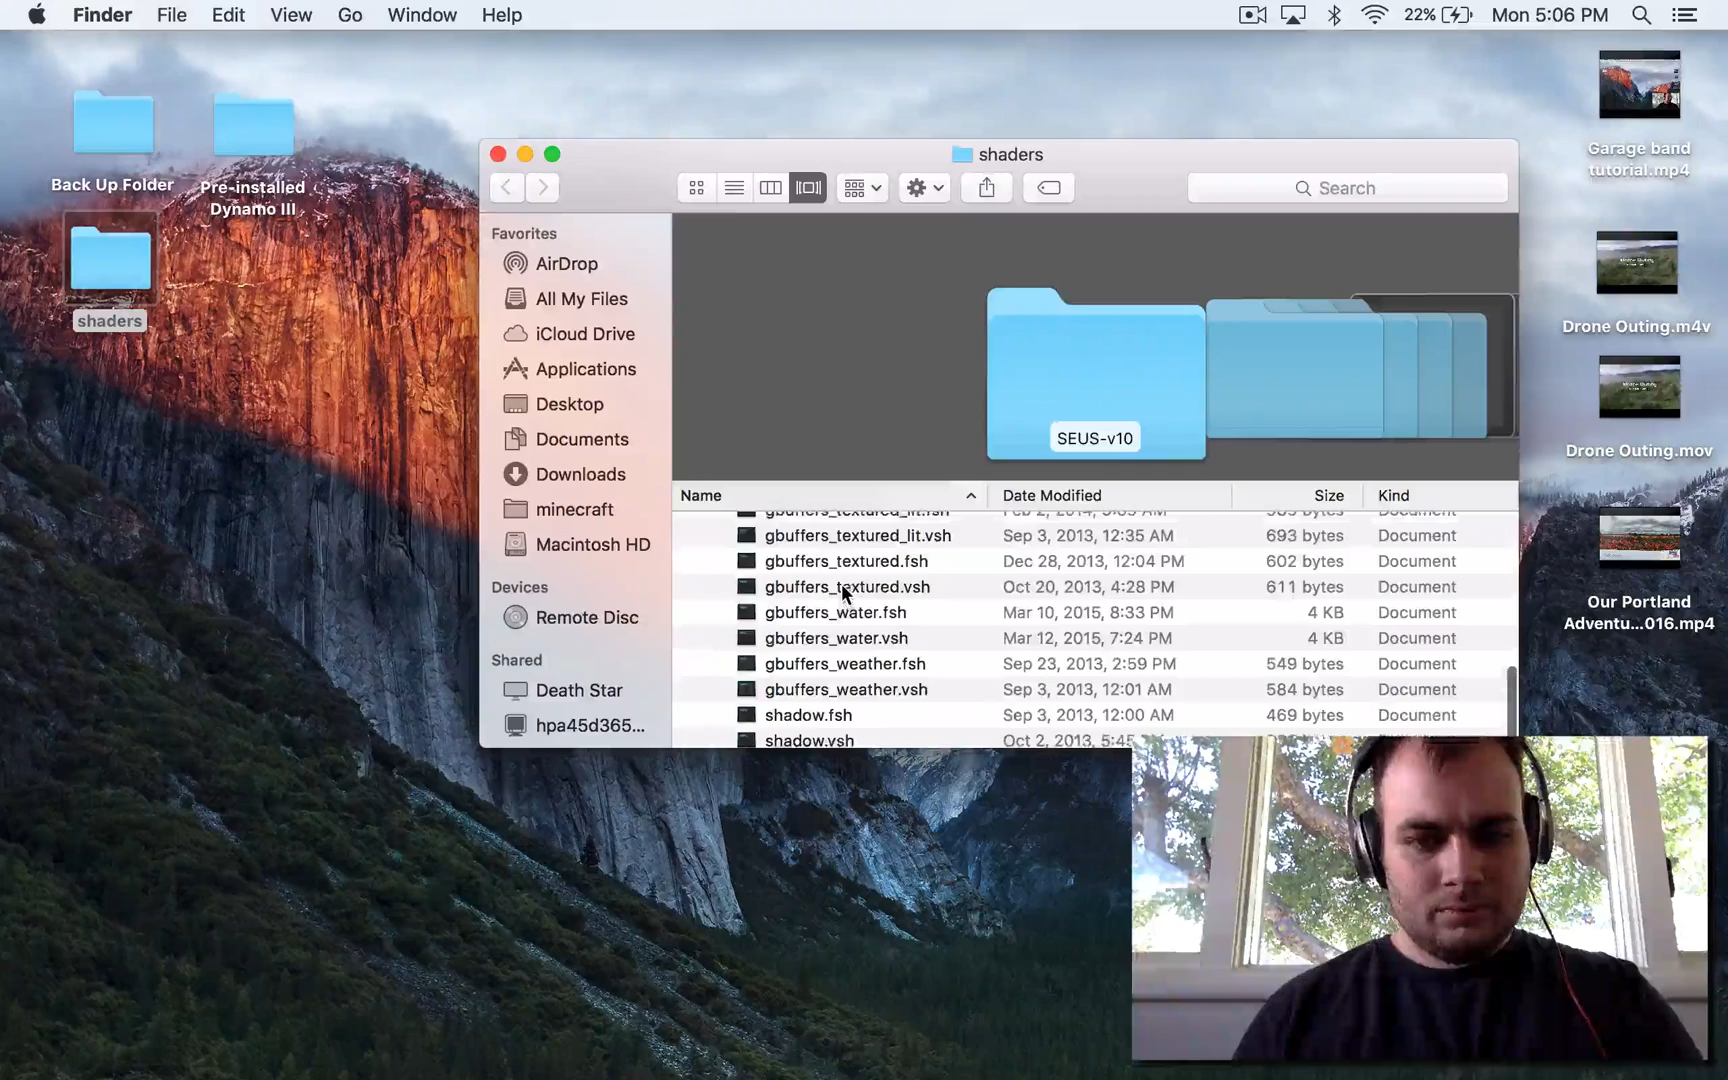 Finder File Edit View Go Window Help 22% Mon 5:06 PM
Back Up Folder
Pre-installed
Dynamo III
shaders
shaders
Search
Favorites
AirDrop
All My Files
iCloud Drive
Applications
Desktop
Documents
Downloads
minecraft
Macintosh HD
Devices
Remote Disc
Shared
Death Star
hpa45d365...
SEUS-v10
Name Date Modified Size Kind
gbuffers_textured_lit.fsh Document
gbuffers_textured_lit.vsh Sep 3, 2013, 12:35 AM 693 bytes Document
gbuffers_textured.fsh Dec 28, 2013, 12:04 PM 602 bytes Document
gbuffers_textured.vsh Oct 20, 2013, 4:28 PM 611 bytes Document
gbuffers_water.fsh Mar 10, 2015, 8:33 PM 4 KB Document
gbuffers_water.vsh Mar 12, 2015, 7:24 PM 4 KB Document
gbuffers_weather.fsh Sep 23, 2013, 2:59 PM 549 bytes Document
gbuffers_weather.vsh Sep 3, 2013, 12:01 AM 584 bytes Document
shadow.fsh Sep 3, 2013, 12:00 AM 469 bytes Document
shadow.vsh Oct 2, 2013, 5:45
Garage band
tutorial.mp4
Drone Outing.m4v
Drone Outing.mov
Our Portland
Adventu...016.mp4